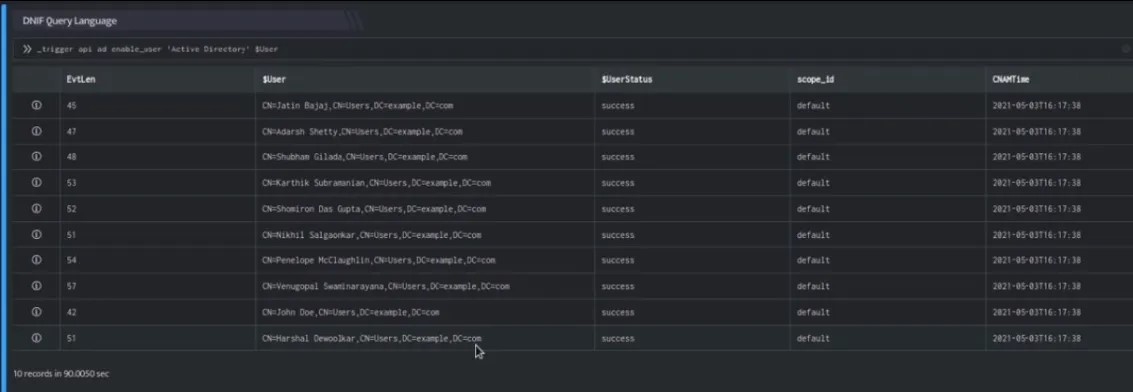 DNIF Query Language
_trigger api ad enable_user 'Active Directory' $User
EvtLen $User $UserStatus scope_id CNAMTime
45 CN=Jatin Bajaj,CN=Users,DC=example,DC=com success default 2021-05-03T16:17:38
47 CN=Adarsh Shetty,CN=Users,DC=example,DC=com success default 2021-05-03T16:17:38
48 CN=Shubham Gilada,CN=Users,DC=example,DC=com success default 2021-05-03T16:17:38
53 CN=Karthik Subramanian,CN=Users,DC=example,DC=com success default 2021-05-03T16:17:38
52 CN=Shomiron Das Gupta,CN=Users,DC=example,DC=com success default 2021-05-03T16:17:38
51 CN=Nikhil Salgaonkar,CN=Users,DC=example,DC=com success default 2021-05-03T16:17:38
54 CN=Penelope McClaughlin,CN=Users,DC=example,DC=com success default 2021-05-03T16:17:38
57 CN=Venugopal Swaminarayana,CN=Users,DC=example,DC=com success default 2021-05-03T16:17:38
42 CN=John Doe,CN=Users,DC=example,DC=com success default 2021-05-03T16:17:38
51 CN=Harshal Dewoolkar,CN=Users,DC=example,DC=com success default 2021-05-03T16:17:38
10 records in 90.0050 sec